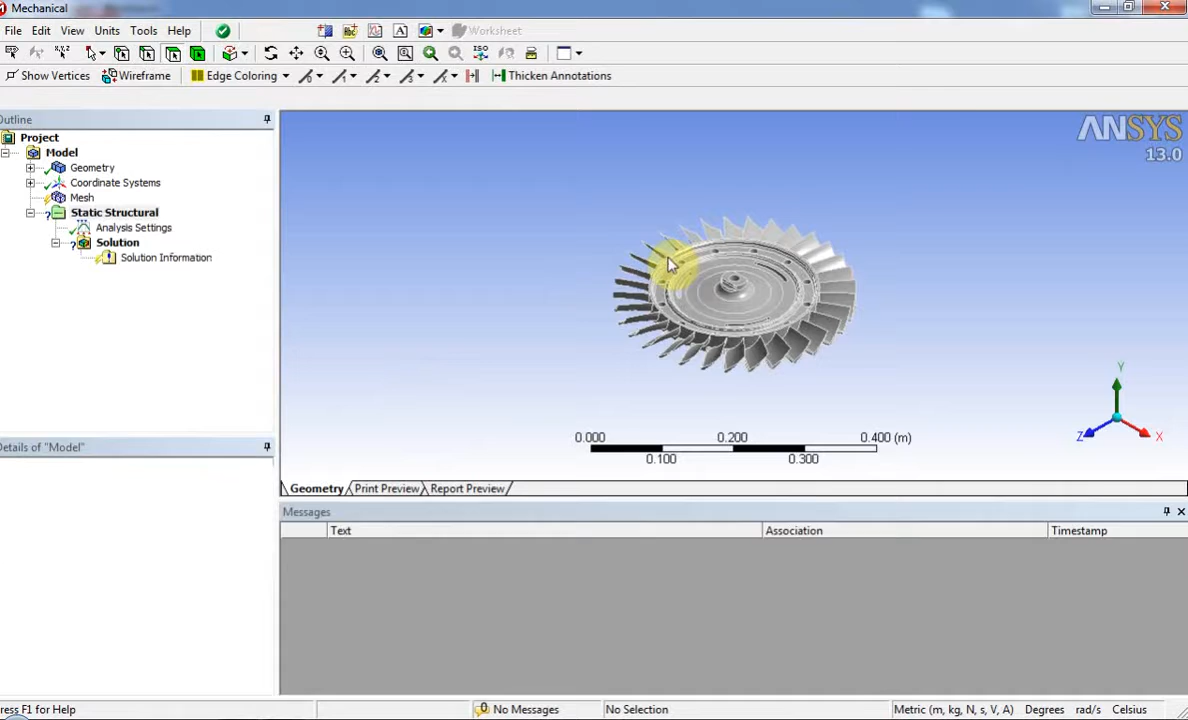 Mechanical
File Edit View Units Tools Help Worksheet
Show Vertices Wireframe Edge Coloring Thicken Annotations
Outline
Project
Model
Geometry
Coordinate Systems
Mesh
Static Structural
Analysis Settings
Solution
Solution Information
Details of "Model"
ANSYS
13.0
Y
Z
X
0.000 0.200 0.400 (m)
0.100 0.300
Geometry Print Preview Report Preview
Messages
Text Association Timestamp
ress F1 for Help No Messages No Selection Metric (m, kg, N, s, V, A) Degrees rad/s Celsius